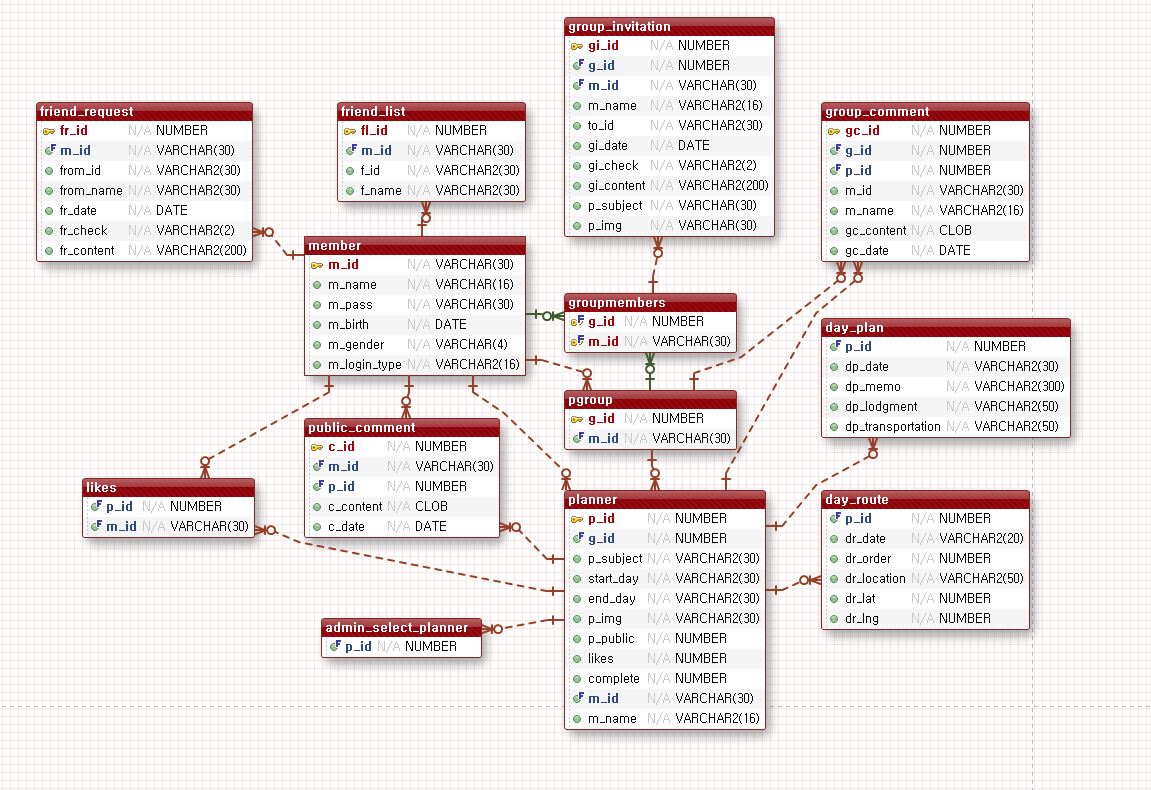 group_invitation
gi_id N/A NUMBER
g_id N/A NUMBER
m_id N/A VARCHAR(30)
m_name N/A VARCHAR2(16)
to_id N/A VARCHAR2(30)
gi_date N/A DATE
gi_check N/A VARCHAR2(2)
gi_content N/A VARCHAR2(200)
p_subject N/A VARCHAR(30)
p_img N/A VARCHAR(30)
friend_request
fr_id N/A NUMBER
m_id N/A VARCHAR(30)
from_id N/A VARCHAR2(30)
from_name N/A VARCHAR2(30)
fr_date N/A DATE
fr_check N/A VARCHAR2(2)
fr_content N/A VARCHAR2(200)
friend_list
fl_id N/A NUMBER
m_id N/A VARCHAR(30)
f_id N/A VARCHAR2(30)
f_name N/A VARCHAR2(30)
group_comment
gc_id N/A NUMBER
g_id N/A NUMBER
p_id N/A NUMBER
m_id N/A VARCHAR2(30)
m_name N/A VARCHAR2(16)
gc_content N/A CLOB
gc_date N/A DATE
member
m_id N/A VARCHAR(30)
m_name N/A VARCHAR(16)
m_pass N/A VARCHAR(30)
m_birth N/A DATE
m_gender N/A VARCHAR(4)
m_login_type N/A VARCHAR2(16)
groupmembers
g_id N/A NUMBER
m_id N/A VARCHAR(30)
day_plan
p_id N/A NUMBER
dp_date N/A VARCHAR2(30)
dp_memo N/A VARCHAR2(300)
dp_lodgment N/A VARCHAR2(50)
dp_transportation N/A VARCHAR2(50)
pgroup
g_id N/A NUMBER
m_id N/A VARCHAR(30)
public_comment
c_id N/A NUMBER
m_id N/A VARCHAR(30)
p_id N/A NUMBER
c_content N/A CLOB
c_date N/A DATE
likes
p_id N/A NUMBER
m_id N/A VARCHAR(30)
planner
p_id N/A NUMBER
g_id N/A NUMBER
p_subject N/A VARCHAR2(30)
start_day N/A VARCHAR2(30)
end_day N/A VARCHAR2(30)
p_img N/A VARCHAR2(30)
p_public N/A NUMBER
likes N/A NUMBER
complete N/A NUMBER
m_id N/A VARCHAR(30)
m_name N/A VARCHAR2(16)
day_route
p_id N/A NUMBER
dr_date N/A VARCHAR2(20)
dr_order N/A NUMBER
dr_location N/A VARCHAR2(50)
dr_lat N/A NUMBER
dr_lng N/A NUMBER
admin_select_planner
p_id N/A NUMBER